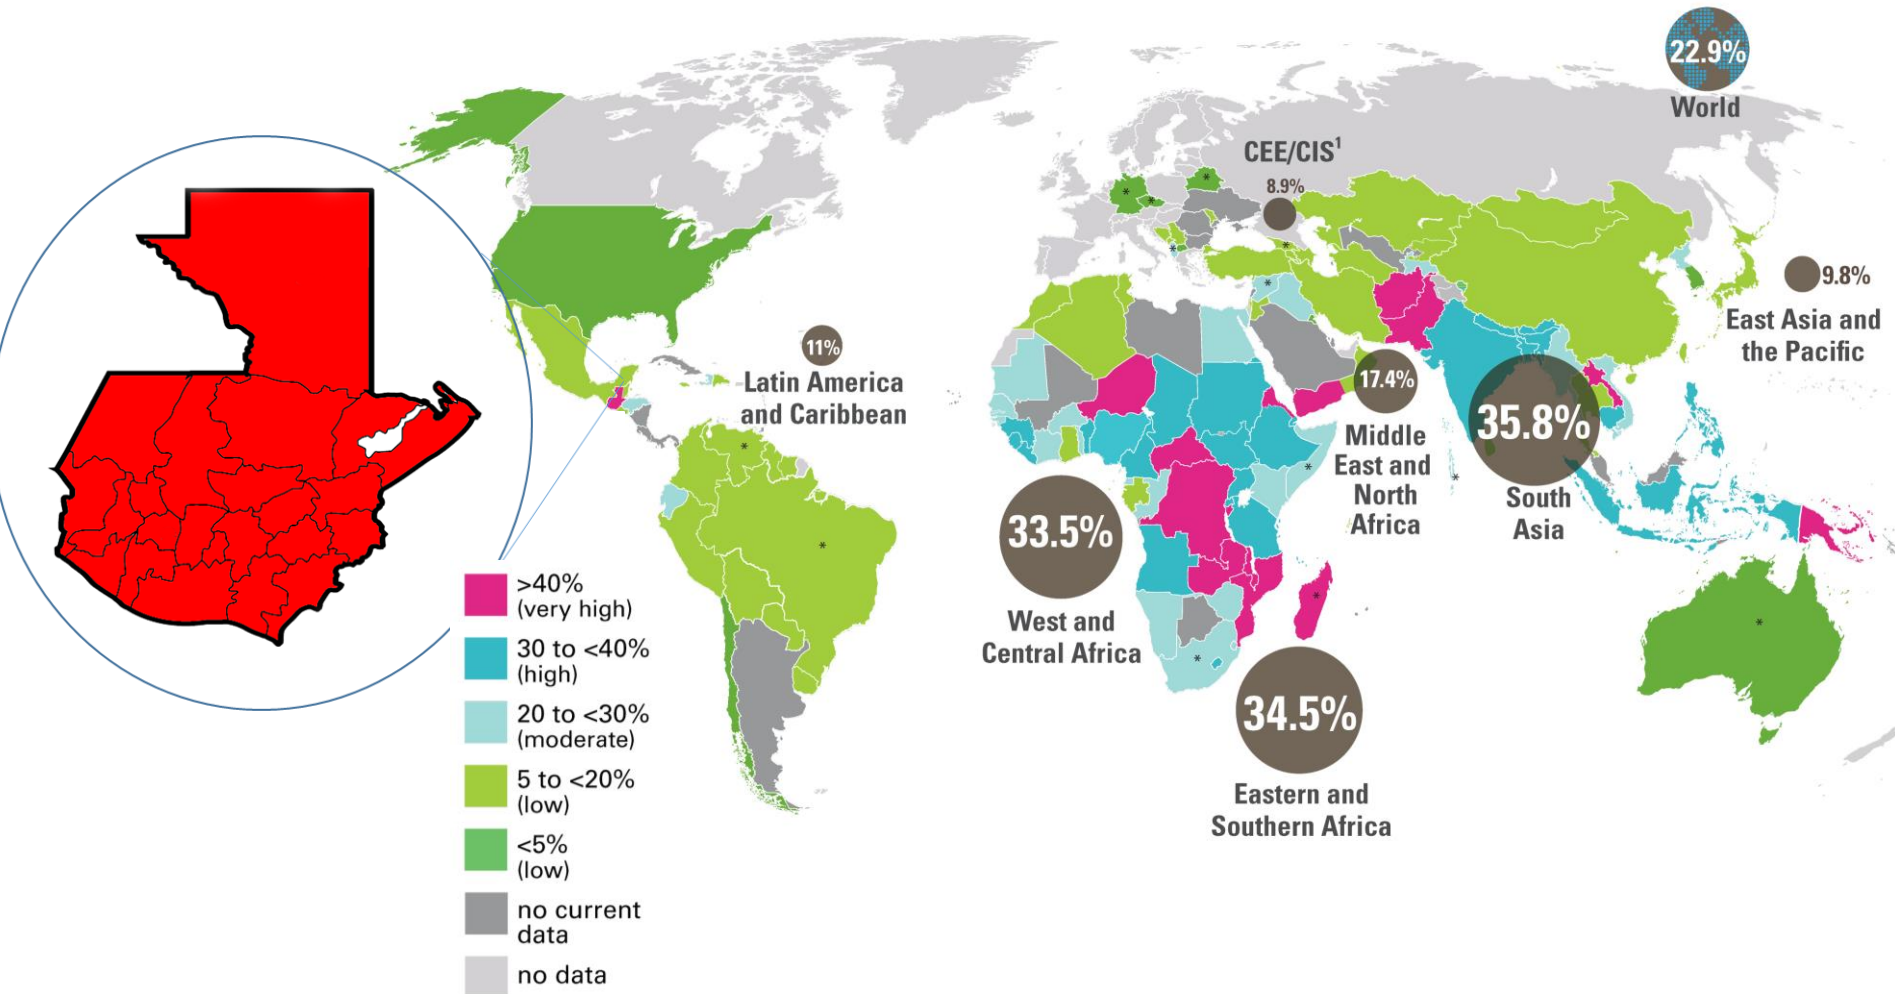 22.9%
World
CEE/CIS¹
8.9%
9.8%
East Asia and
the Pacific
11%
Latin America
and Caribbean
17.4%
Middle
East and
North
Africa
35.8%
South
Asia
33.5%
West and
Central Africa
34.5%
Eastern and
Southern Africa
>40%
(very high)
30 to <40%
(high)
20 to <30%
(moderate)
5 to <20%
(low)
<5%
(low)
no current
data
no data